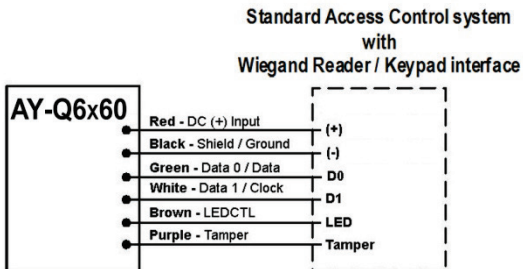 Standard Access Control system
with
Wiegand Reader / Keypad interface
AY-Q6x60
Red - DC (+) Input
(+)
Black - Shield / Ground
(-)
Green - Data 0 / Data
D0
White - Data 1 / Clock
D1
Brown - LEDCTL
LED
Purple - Tamper
Tamper